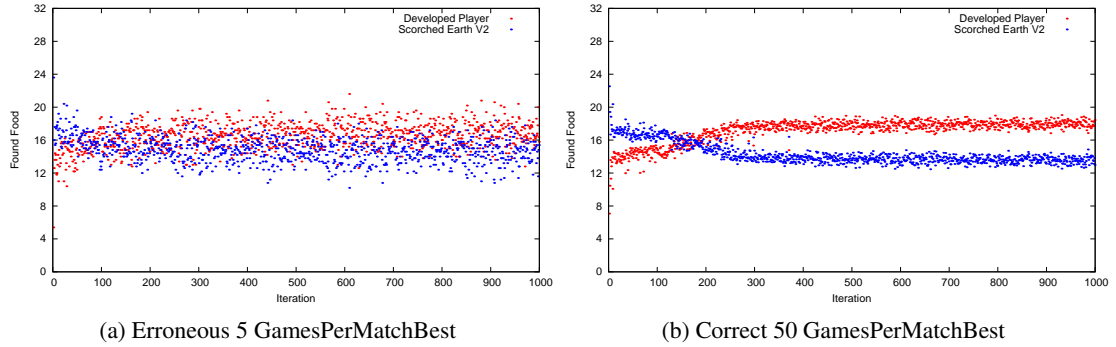 32
28
24
20
16
12
8
4
0
Found Food
Developed Player
Scorched Earth V2
0 100 200 300 400 500 600 700 800 900 1000
Iteration
(a) Erroneous 5 GamesPerMatchBest
32
28
24
20
16
12
8
4
0
Found Food
Developed Player
Scorched Earth V2
0 100 200 300 400 500 600 700 800 900 1000
Iteration
(b) Correct 50 GamesPerMatchBest